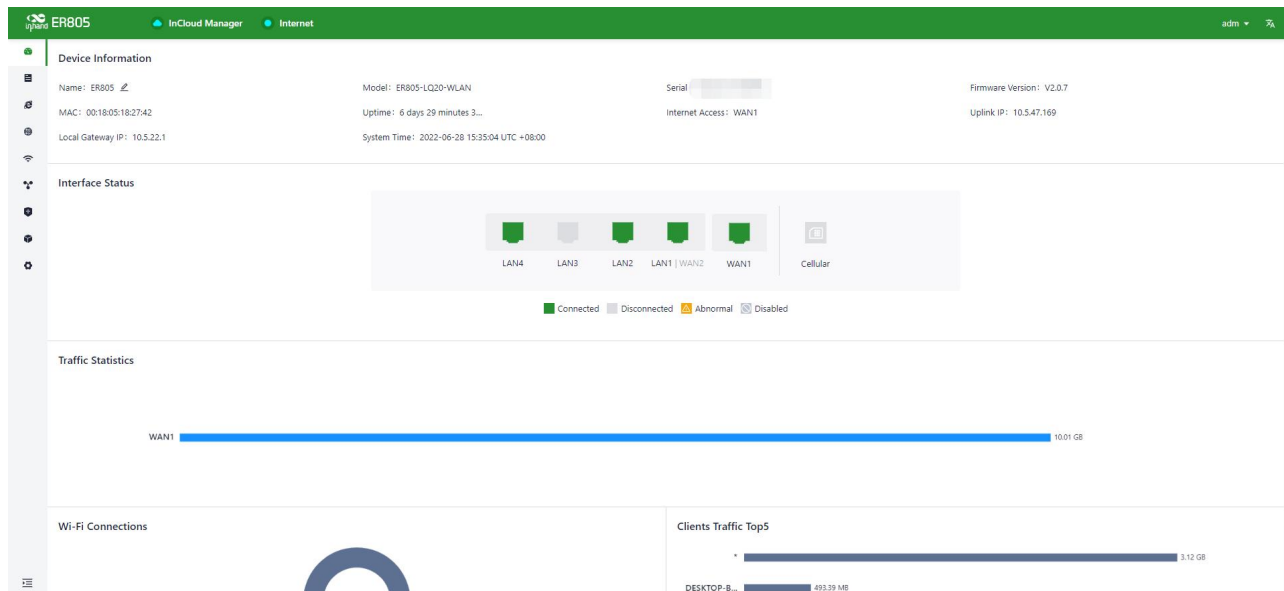 inhand ER805 InCloud Manager Internet adm
Device Information
Name: ER805 Model: ER805-LQ20-WLAN Serial Firmware Version: V2.0.7
MAC: 00:18:05:18:27:42 Uptime: 6 days 29 minutes 3... Internet Access: WAN1 Uplink IP: 10.5.47.169
Local Gateway IP: 10.5.22.1 System Time: 2022-06-28 15:35:04 UTC +08:00
Interface Status
LAN4 LAN3 LAN2 LAN1 | WAN2 WAN1 Cellular
Connected Disconnected Abnormal Disabled
Traffic Statistics
WAN1 10.01 GB
Wi-Fi Connections Clients Traffic Top5
* 3.12 GB
DESKTOP-B... 493.39 MB